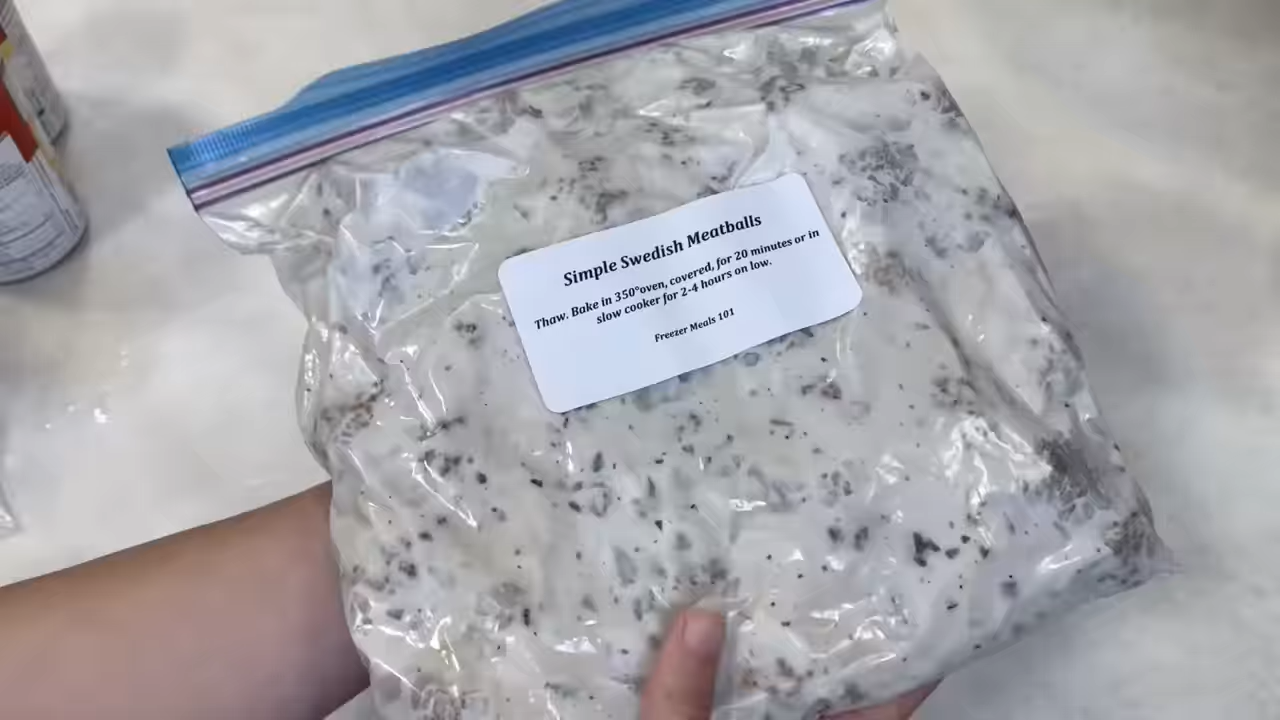 Simple Swedish Meatballs
Thaw. Bake in 350°oven, covered, for 20 minutes or in
slow cooker for 2-4 hours on low.
Freezer Meals 101